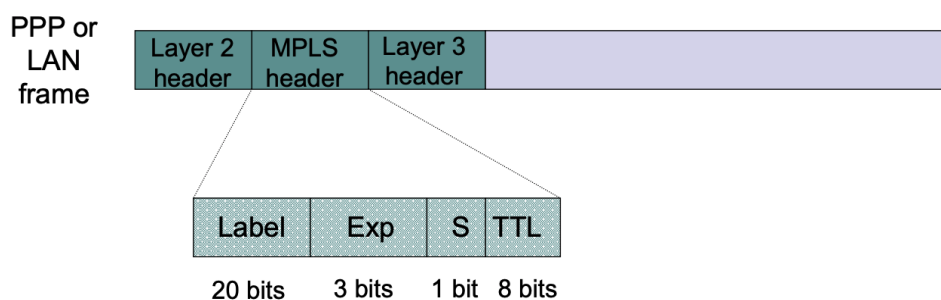 PPP or
LAN
frame
Layer 2
header
MPLS
header
Layer 3
header
Label
Exp
S
TTL
20 bits
3 bits
1 bit
8 bits